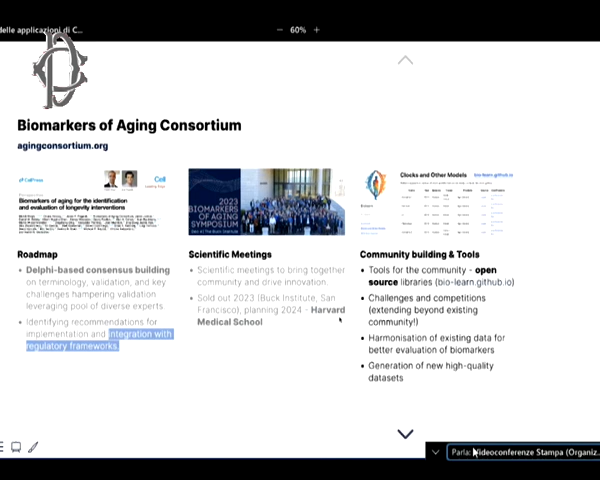 delle applicazioni di C...
60%
Biomarkers of Aging Consortium
agingconsortium.org
CellPress
Cell
Biomarkers of aging for the identification
and evaluation of longevity interventions
2023
BIOMARKERS
OF AGING
SYMPOSIUM
Clocks and Other Models
bio-learn.github.io
Roadmap
• Delphi-based consensus building
on terminology, validation, and key
challenges hampering validation
leveraging pool of diverse experts
• Identifying recommendations for
implementation and integration with
regulatory frameworks.
Scientific Meetings
• Scientific meetings to bring together
community and drive innovation.
• Sold out 2023 (Buck Institute, San
Francisco), planning 2024 - Harvard
Medical School
Community building & Tools
• Tools for the community - open
source libraries (bio-learn.github.io)
• Challenges and competitions
(extending beyond existing
community!)
• Harmonisation of existing data for
better evaluation of biomarkers
• Generation of new high-quality
datasets
Parla: Videoconferenze Stampa (Organiz...